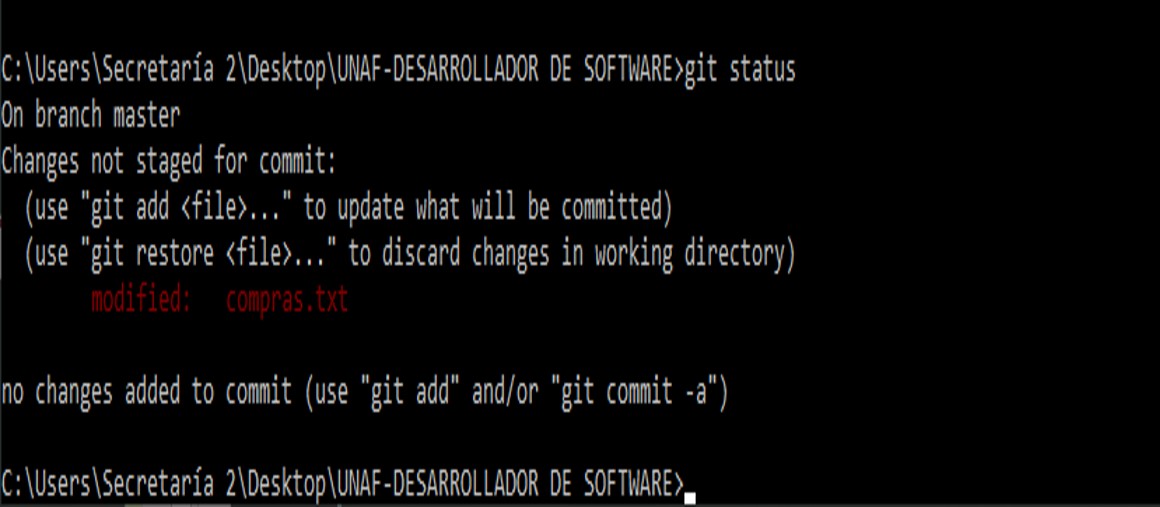 C:\Users\Secretaría 2\Desktop\UNAF-DESARROLLADOR DE SOFTWARE>git status
On branch master
Changes not staged for commit:
  (use "git add <file>..." to update what will be committed)
  (use "git restore <file>..." to discard changes in working directory)
        modified:   compras.txt

no changes added to commit (use "git add" and/or "git commit -a")

C:\Users\Secretaría 2\Desktop\UNAF-DESARROLLADOR DE SOFTWARE>